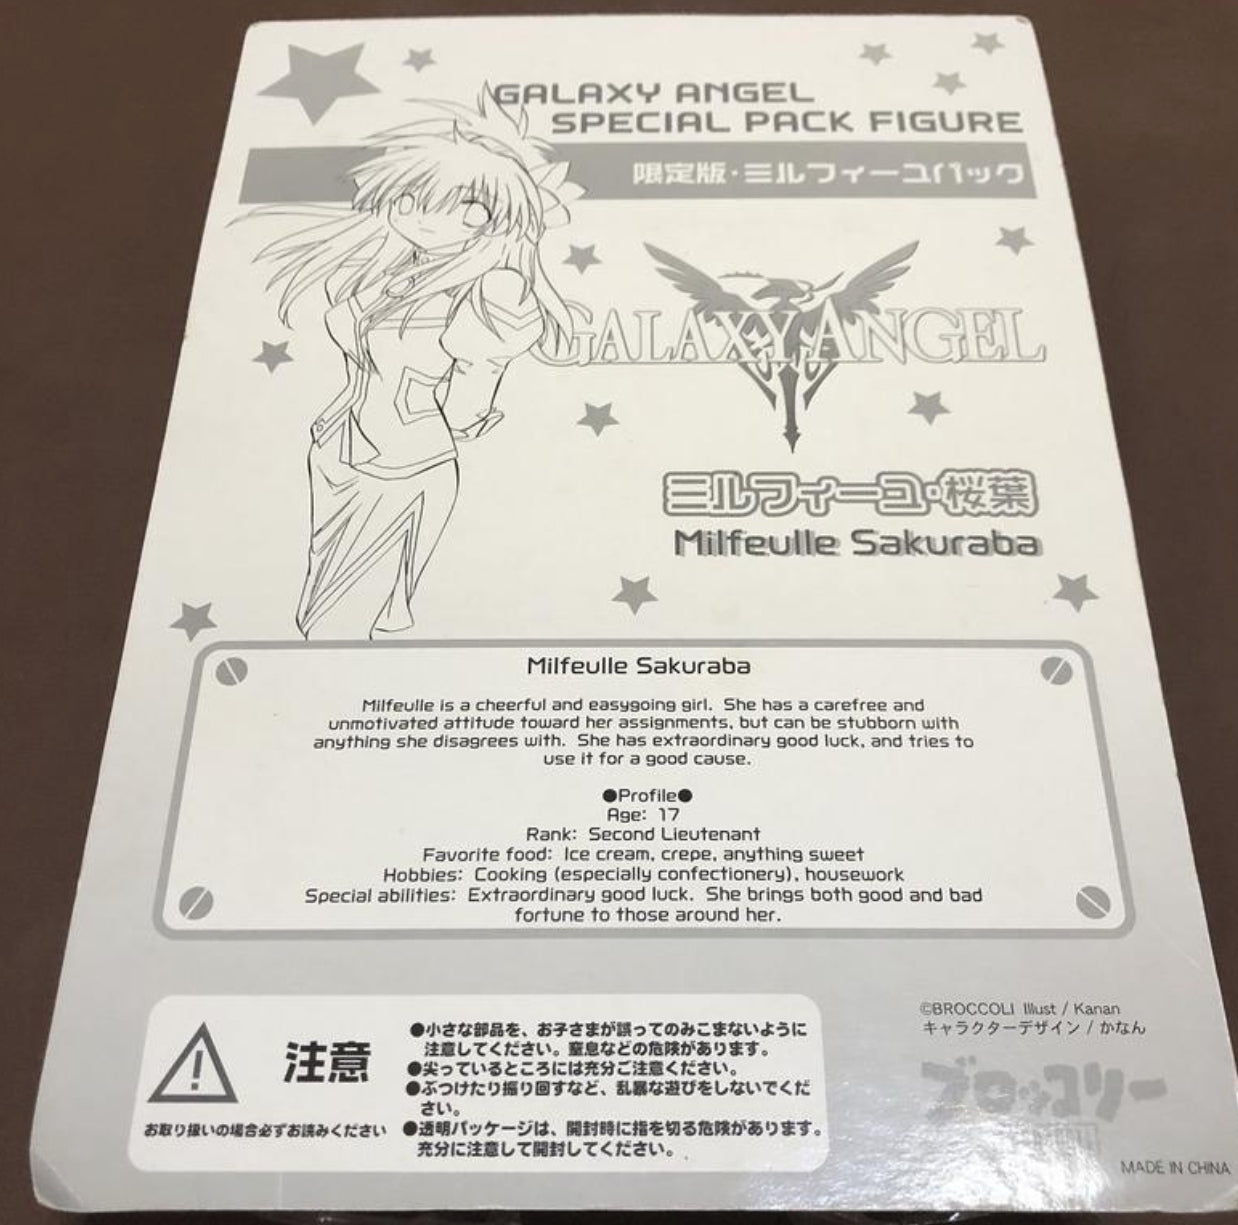 GALAXY ANGEL
SPECIAL PACK FIGURE
限定版・ミルフィーユパック
GALAXY ANGEL
ミルフィーユ・桜葉
Milfeulle Sakuraba
Milfeulle Sakuraba
Milfeulle is a cheerful and easygoing girl. She has a carefree and
unmotivated attitude toward her assignments, but can be stubborn with
anything she disagrees with. She has extraordinary good luck, and tries to
use it for a good cause.
●Profile●
Age: 17
Rank: Second Lieutenant
Favorite food: Ice cream, crepe, anything sweet
Hobbies: Cooking (especially confectionery), housework
Special abilities: Extraordinary good luck. She brings both good and bad
fortune to those around her.
注意
お取り扱いの場合必ずお読みください
●小さな部品を、お子さまが誤ってのみこまないように
注意してください。窒息などの危険があります。
●尖っているところには充分ご注意ください。
●ぶつけたり振り回すなど、乱暴な遊びをしないでくだ
さい。
●透明パッケージは、開封時に指を切る危険があります。
充分に注意して開封してください。
©BROCCOLI Illust / Kanan
キャラクターデザイン / かなん
ブロッコリー
MADE IN CHINA